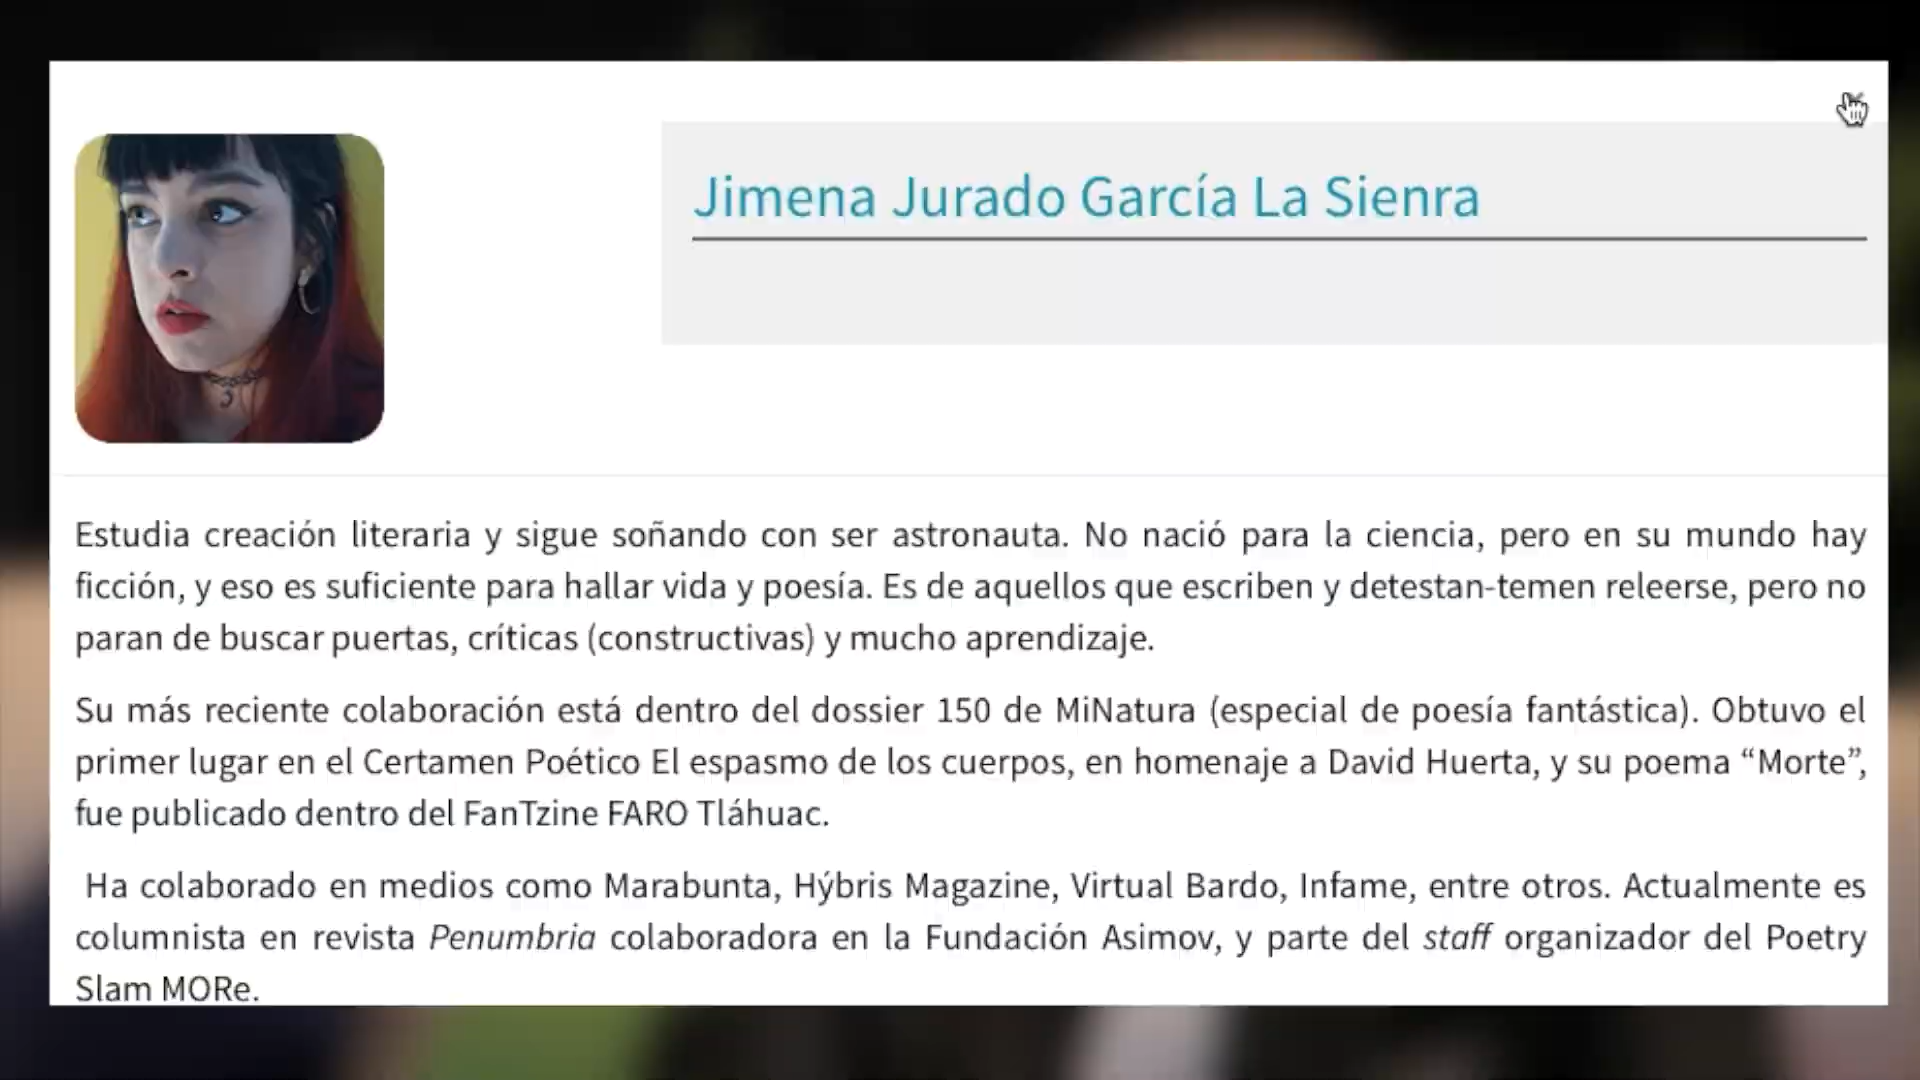 Jimena Jurado García La Sienra
Estudia creación literaria y sigue soñando con ser astronauta. No nació para la ciencia, pero en su mundo hay
ficción, y eso es suficiente para hallar vida y poesía. Es de aquellos que escriben y detestan-temen releerse, pero no
paran de buscar puertas, críticas (constructivas) y mucho aprendizaje.
Su más reciente colaboración está dentro del dossier 150 de MiNatura (especial de poesía fantástica). Obtuvo el
primer lugar en el Certamen Poético El espasmo de los cuerpos, en homenaje a David Huerta, y su poema “Morte”,
fue publicado dentro del FanTzine FARO Tláhuac.
Ha colaborado en medios como Marabunta, Hýbris Magazine, Virtual Bardo, Infame, entre otros. Actualmente es
columnista en revista Penumbria colaboradora en la Fundación Asimov, y parte del staff organizador del Poetry
Slam MORe.